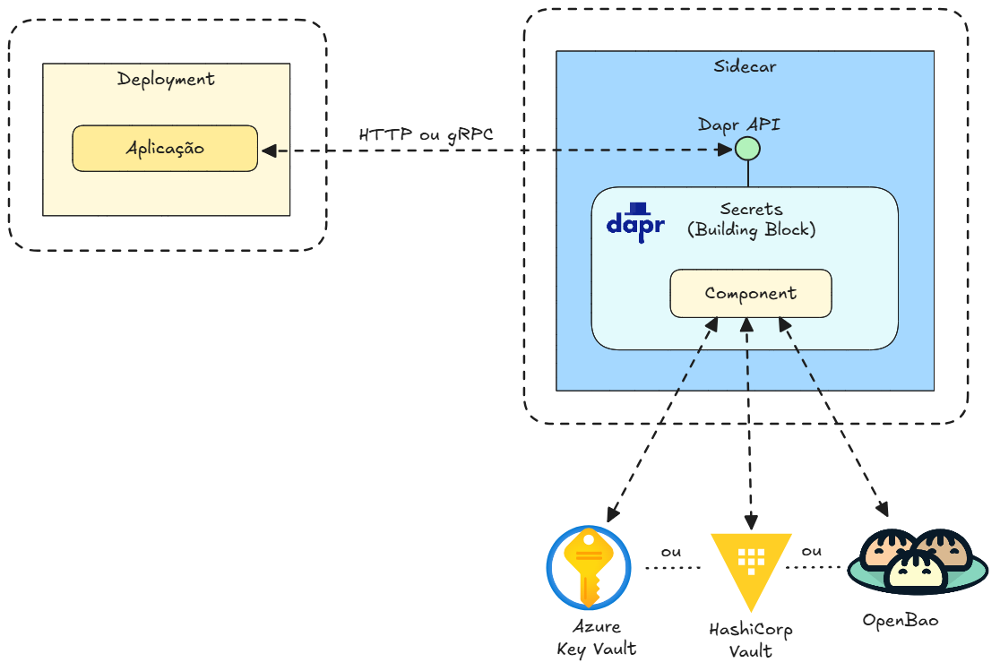 Deployment
Aplicação
HTTP ou gRPC
Sidecar
Dapr API
dapr
Secrets
(Building Block)
Component
ou
ou
Azure
Key Vault
HashiCorp
Vault
OpenBao